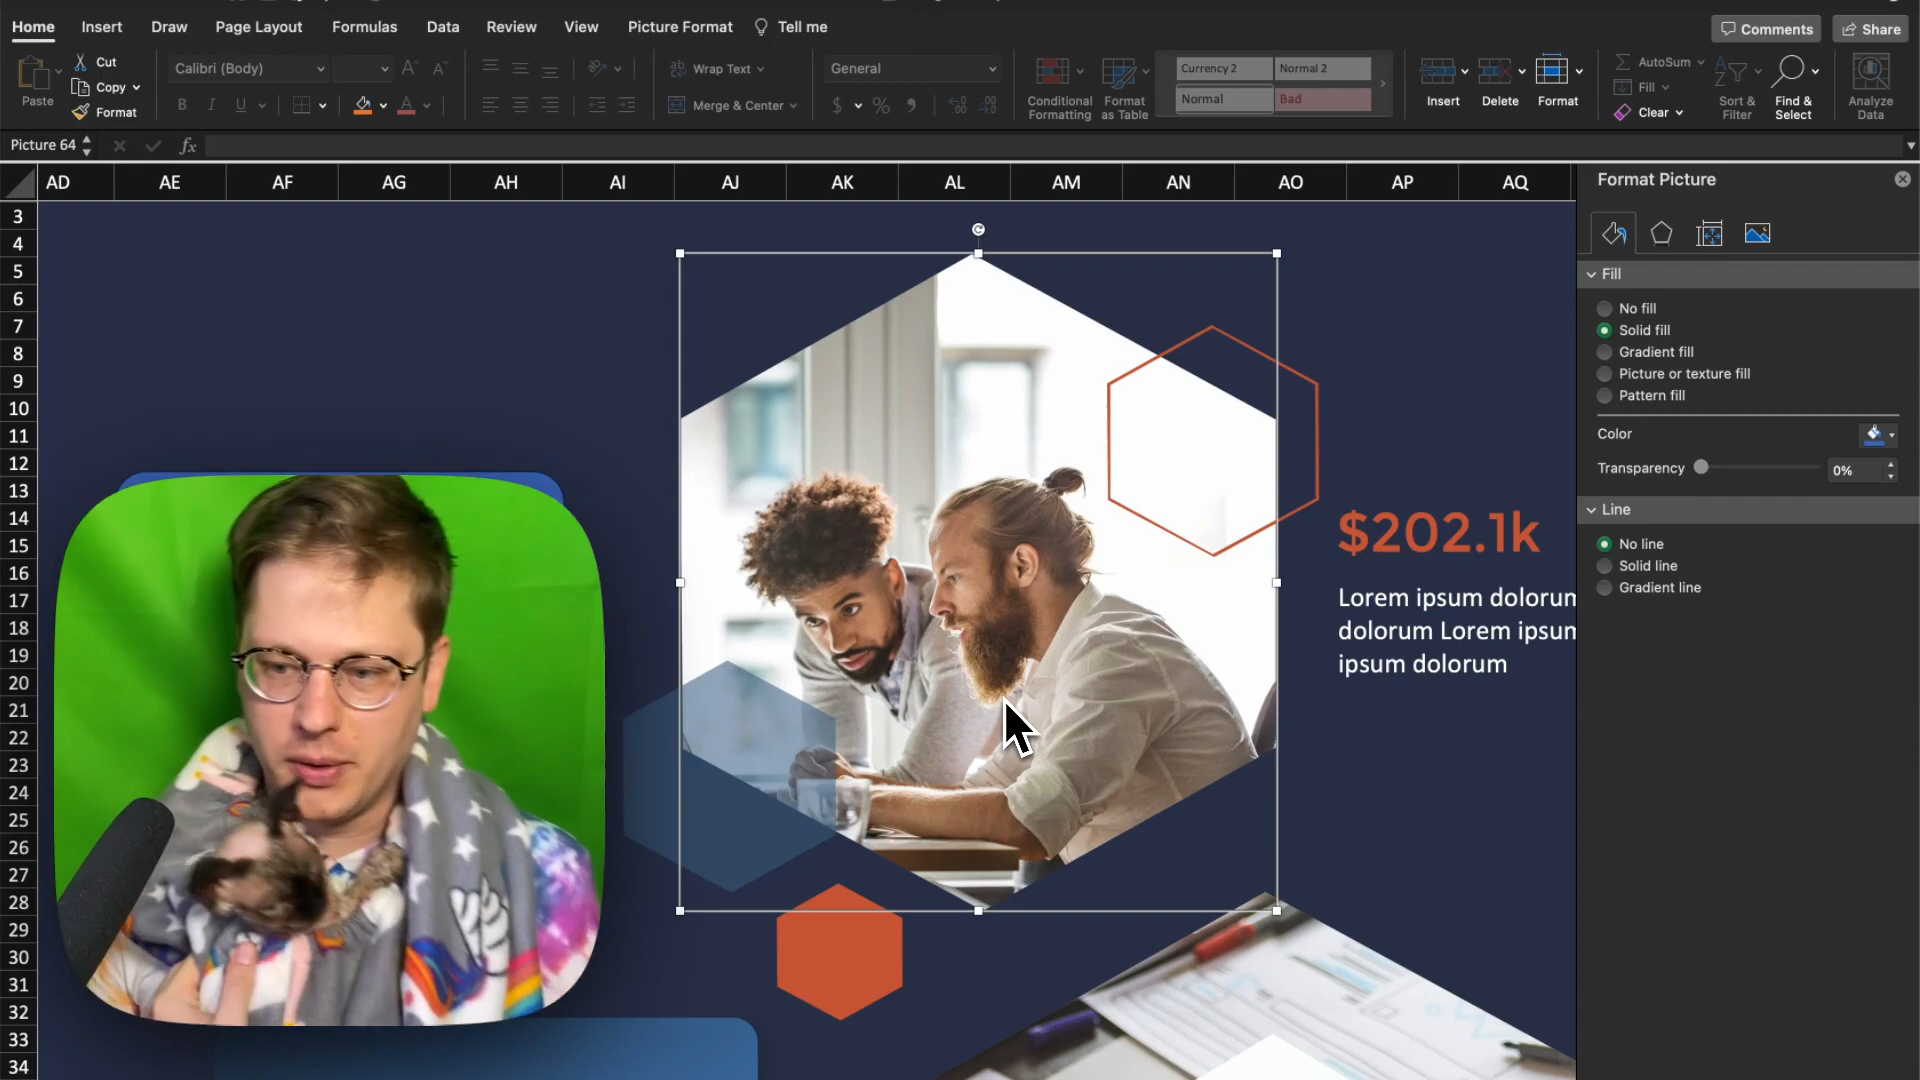 Home Insert Draw Page Layout Formulas Data Review View Picture Format Tell me Comments Share
Paste Cut Copy Format
Calibri (Body) A A
B I U A
Wrap Text
Merge & Center
General
$ %
Conditional Formatting
Format as Table
Currency 2 Normal 2
Normal Bad
Insert Delete Format
AutoSum
Fill
Clear
Sort & Filter
Find & Select
Analyze Data
Picture 64 fx
AD AE AF AG AH AI AJ AK AL AM AN AO AP AQ
3
4
5
6
7
8
9
10
11
12
13
14
15
16
17
18
19
20
21
22
23
24
25
26
27
28
29
30
31
32
33
34
$202.1k
Lorem ipsum dolorum
dolorum Lorem ipsum
ipsum dolorum
Format Picture
Fill
No fill
Solid fill
Gradient fill
Picture or texture fill
Pattern fill
Color
Transparency 0%
Line
No line
Solid line
Gradient line